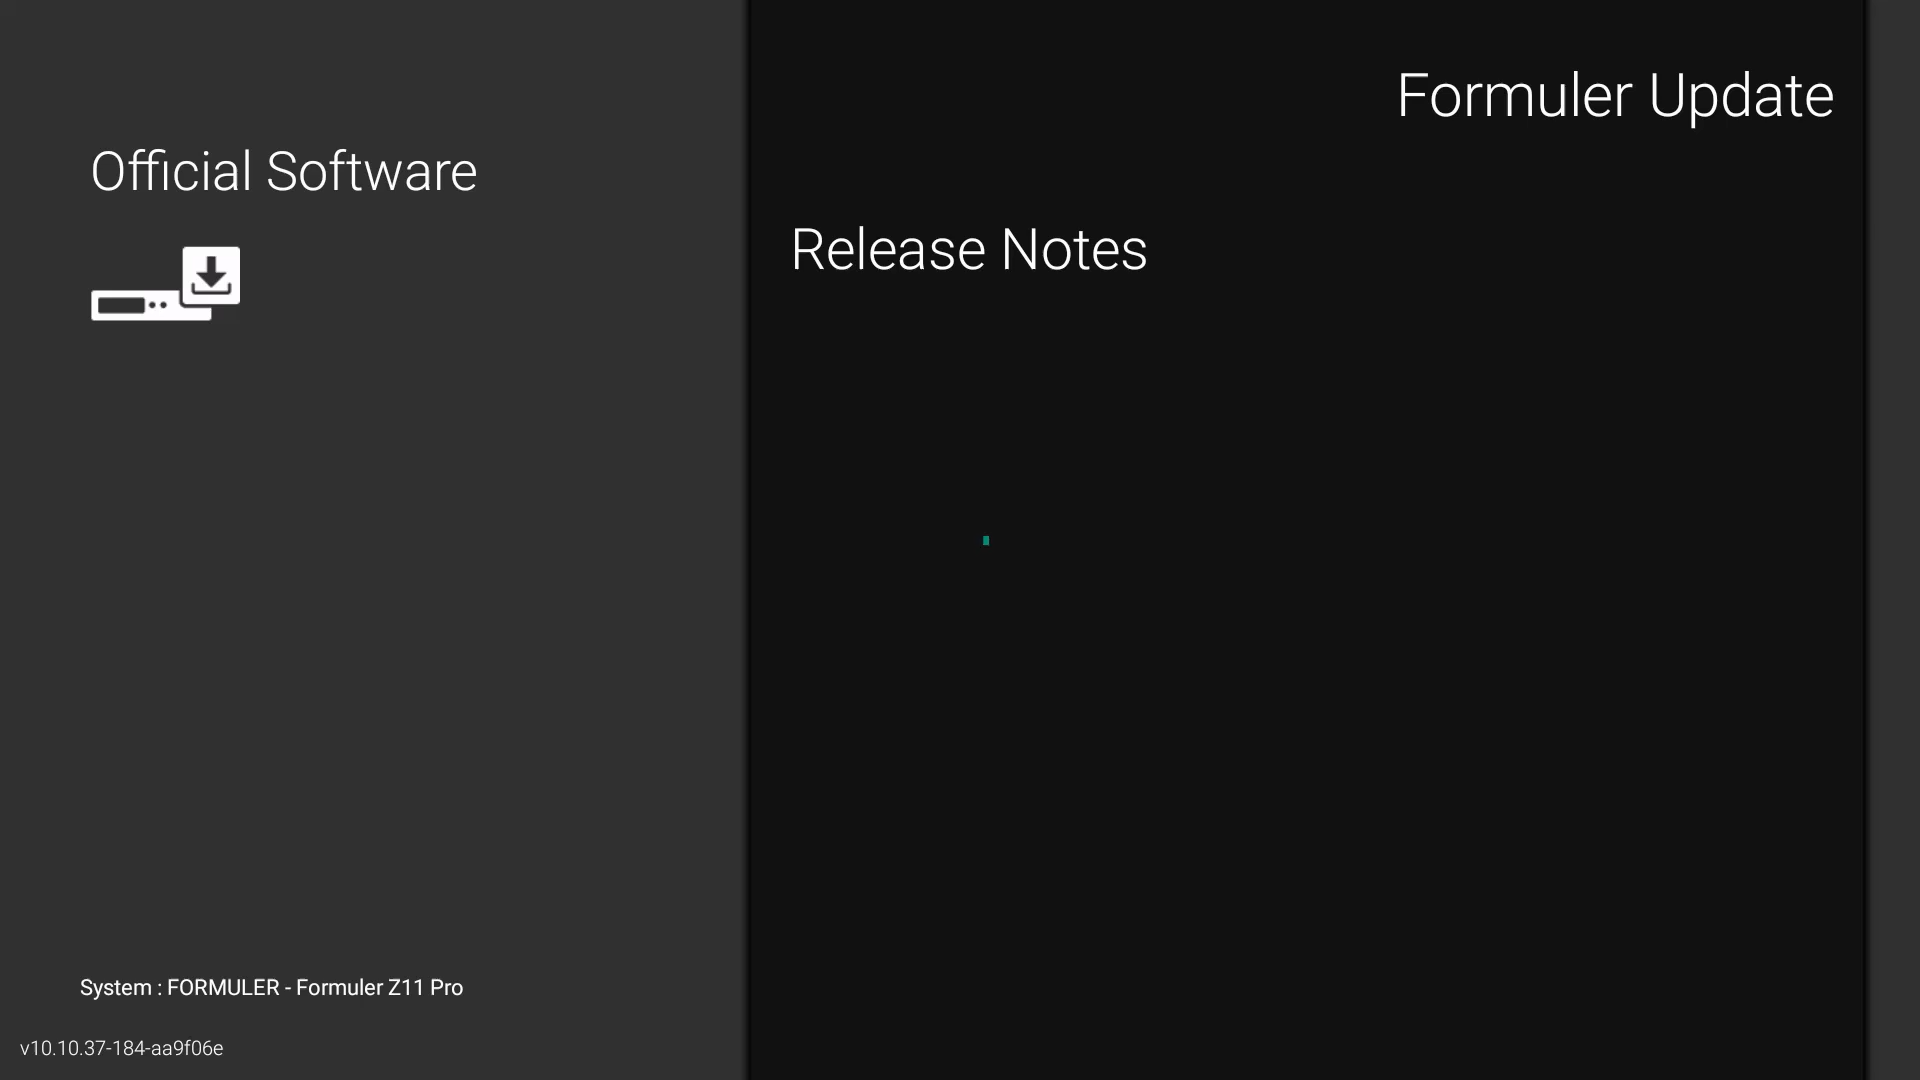 Formuler Update
Official Software
Release Notes
System : FORMULER - Formuler Z11 Pro
v10.10.37-184-aa9f06e